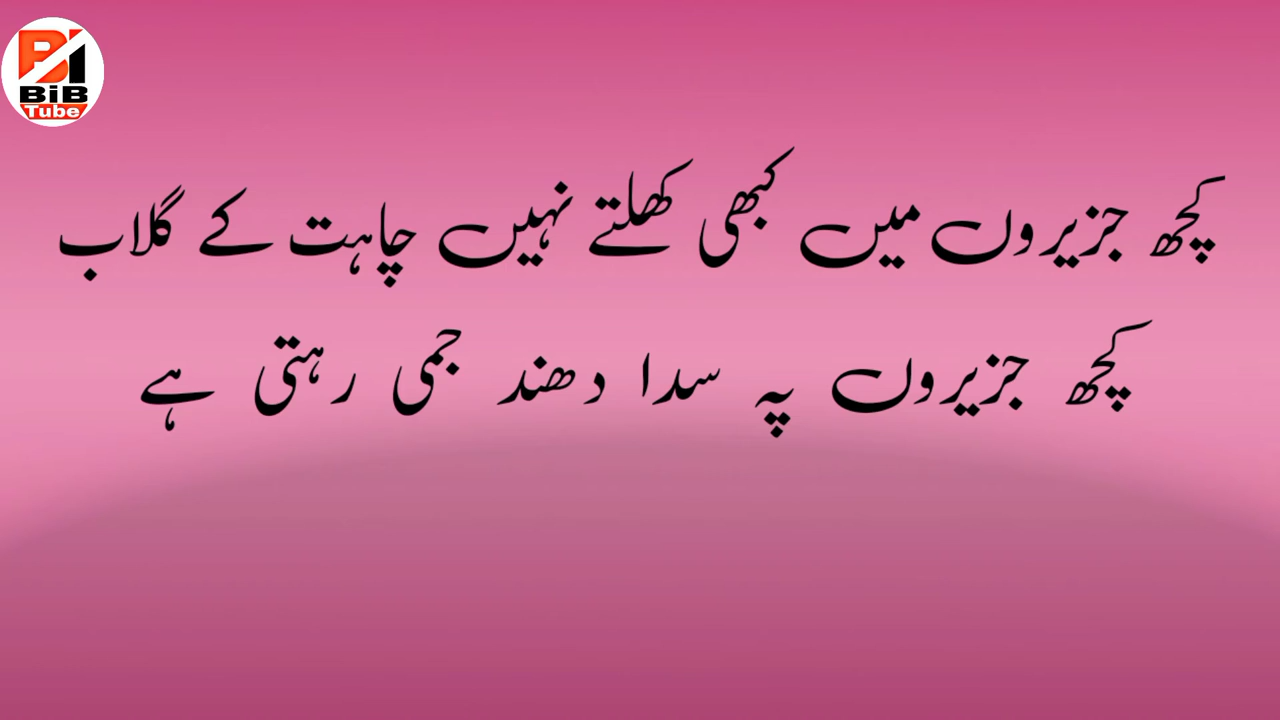 BiB
Tube
کچھ جزیروں میں کبھی کھلتے نہیں چاہت کے گلاب
کچھ جزیروں پہ سدا دھند جمی رہتی ہے